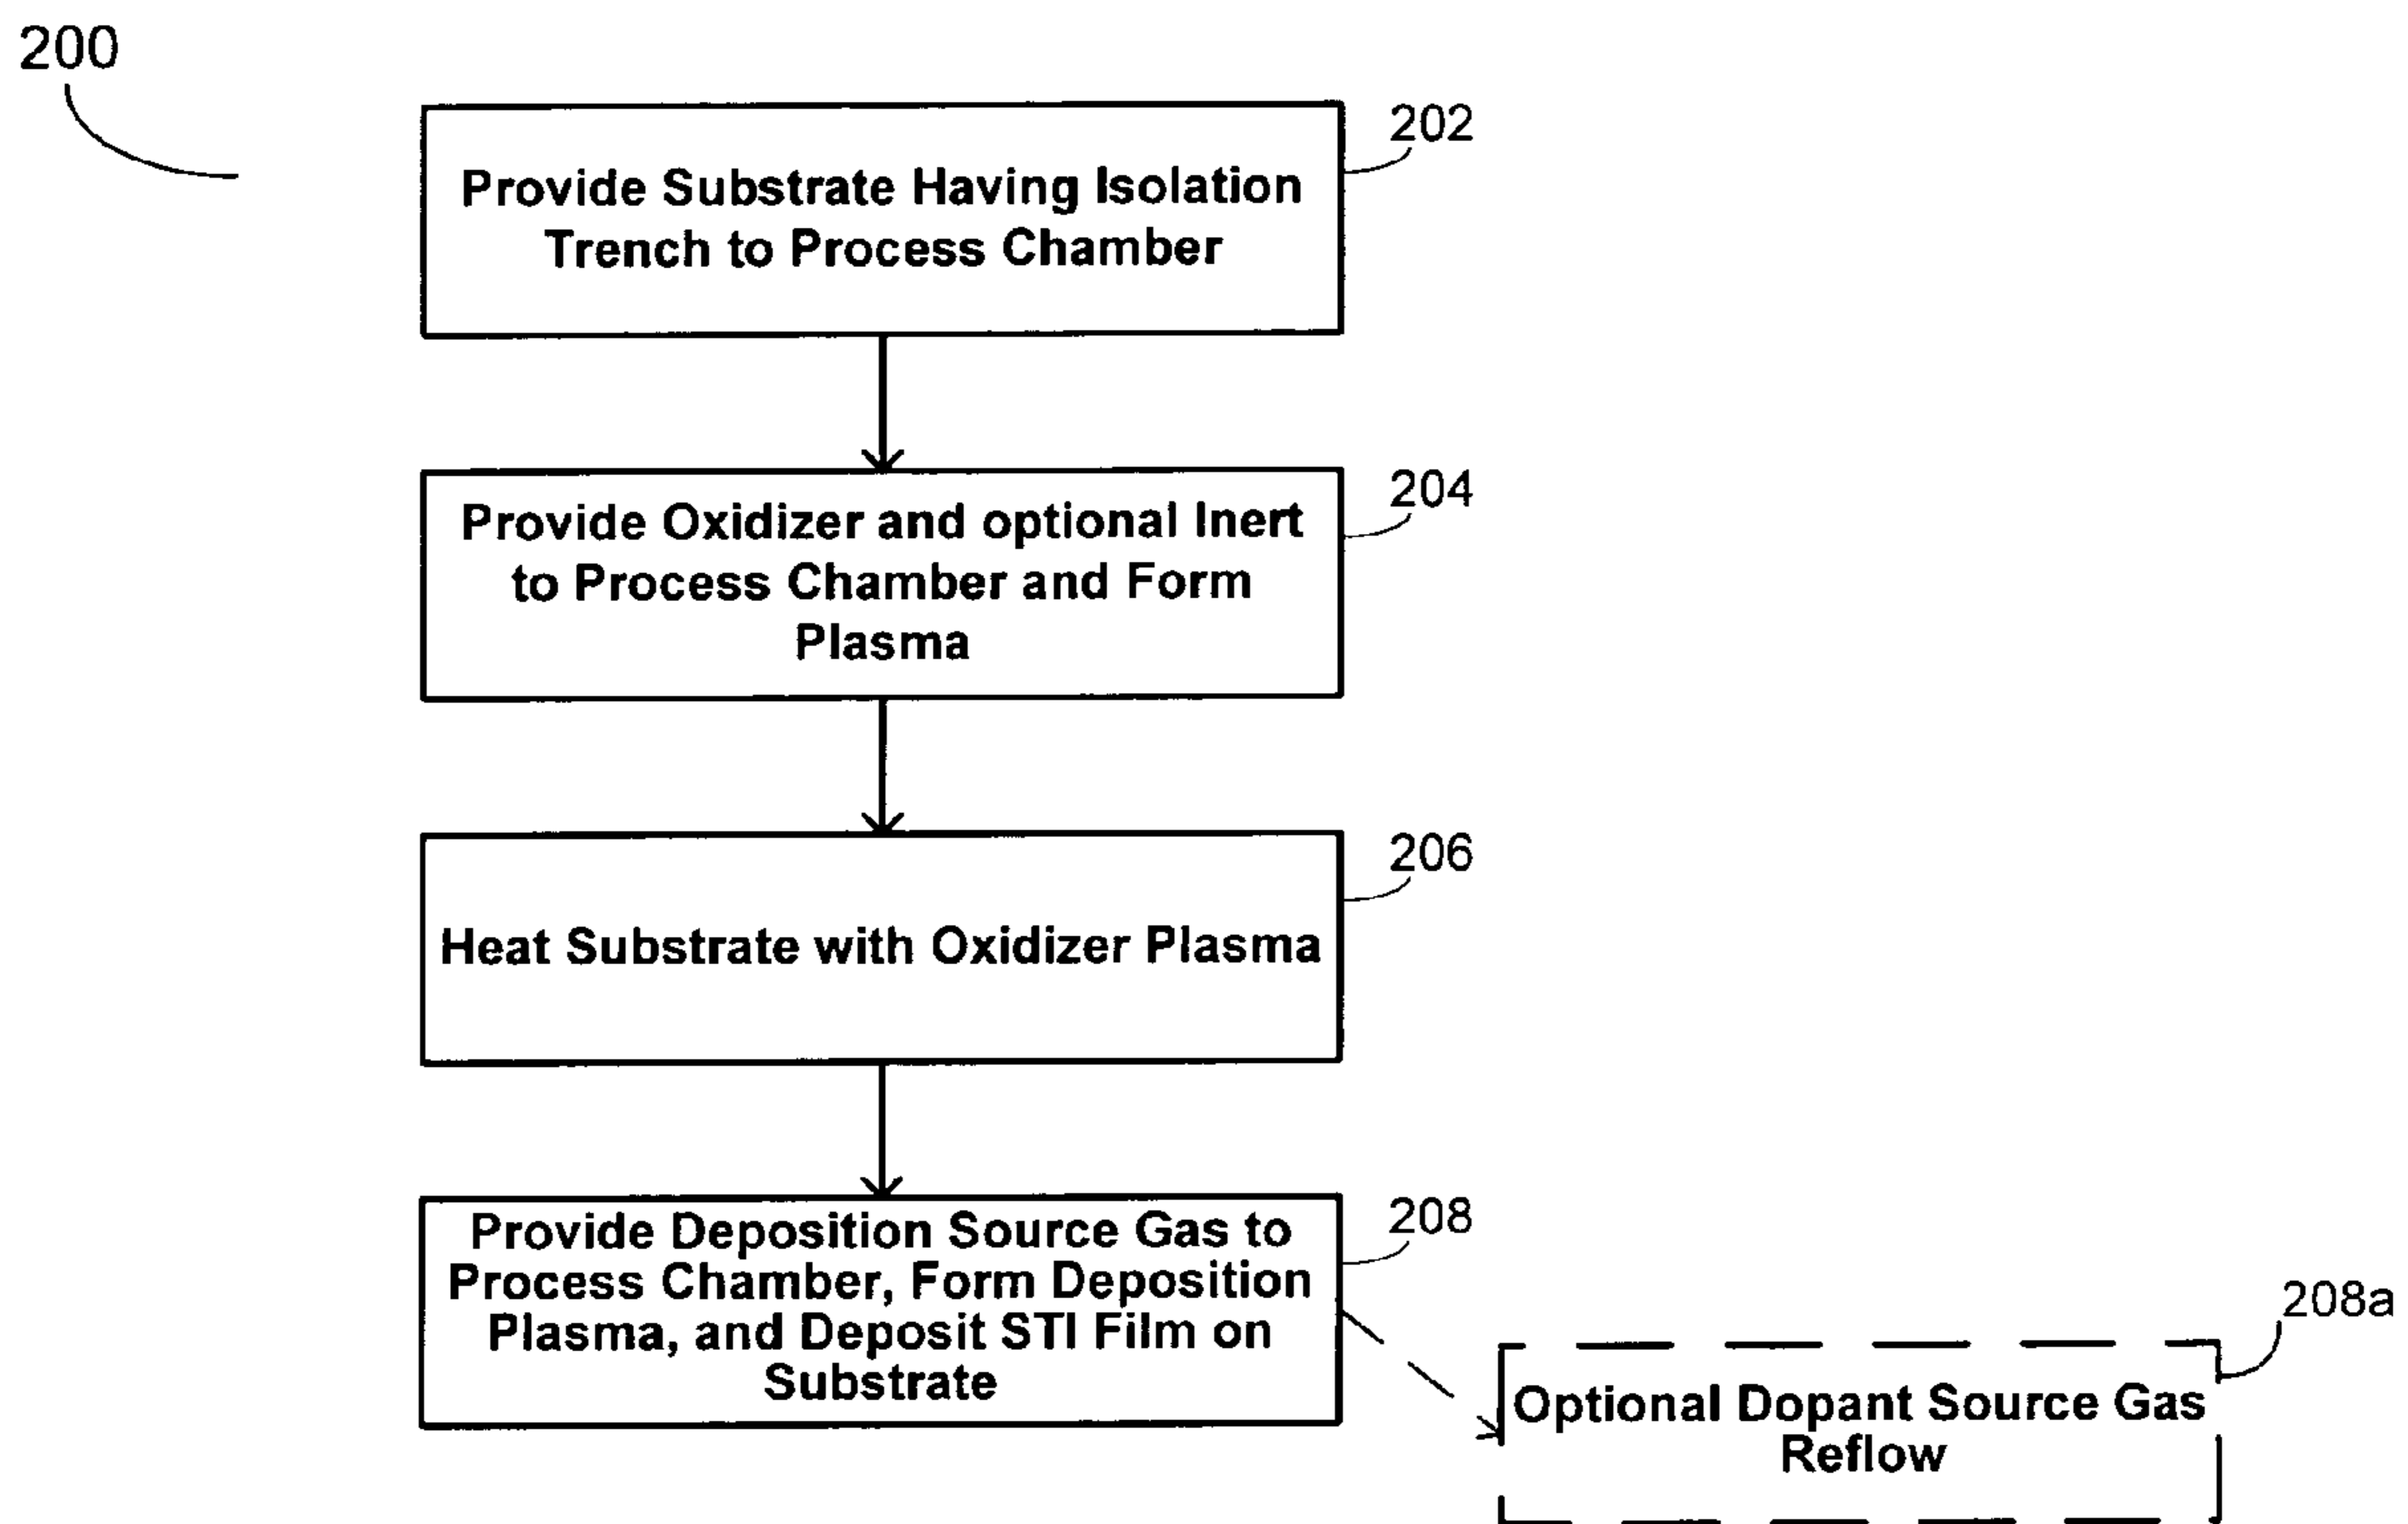 200
202
Provide Substrate Having Isolation
Trench to Process Chamber
204
Provide Oxidizer and optional Inert
to Process Chamber and Form
Plasma
206
Heat Substrate with Oxidizer Plasma
208
Provide Deposition Source Gas to
Process Chamber, Form Deposition
Plasma, and Deposit STI Film on
Substrate
208a
Optional Dopant Source Gas
Reflow